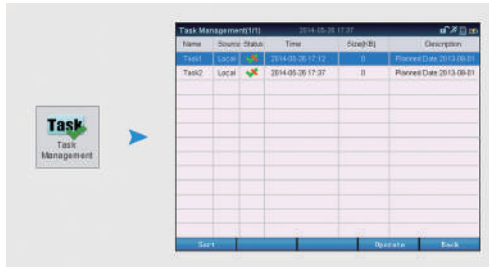 Task
Task
Management
Task Management(1/1) 2014-05-26 17:37
Name Source Status Time Size(KB) Description
Task1 Local 2014-05-26 17:12 0 Planned Date:2013-08-01
Task2 Local 2014-05-26 17:37 0 Planned Date:2013-08-01
Sort Operate Back